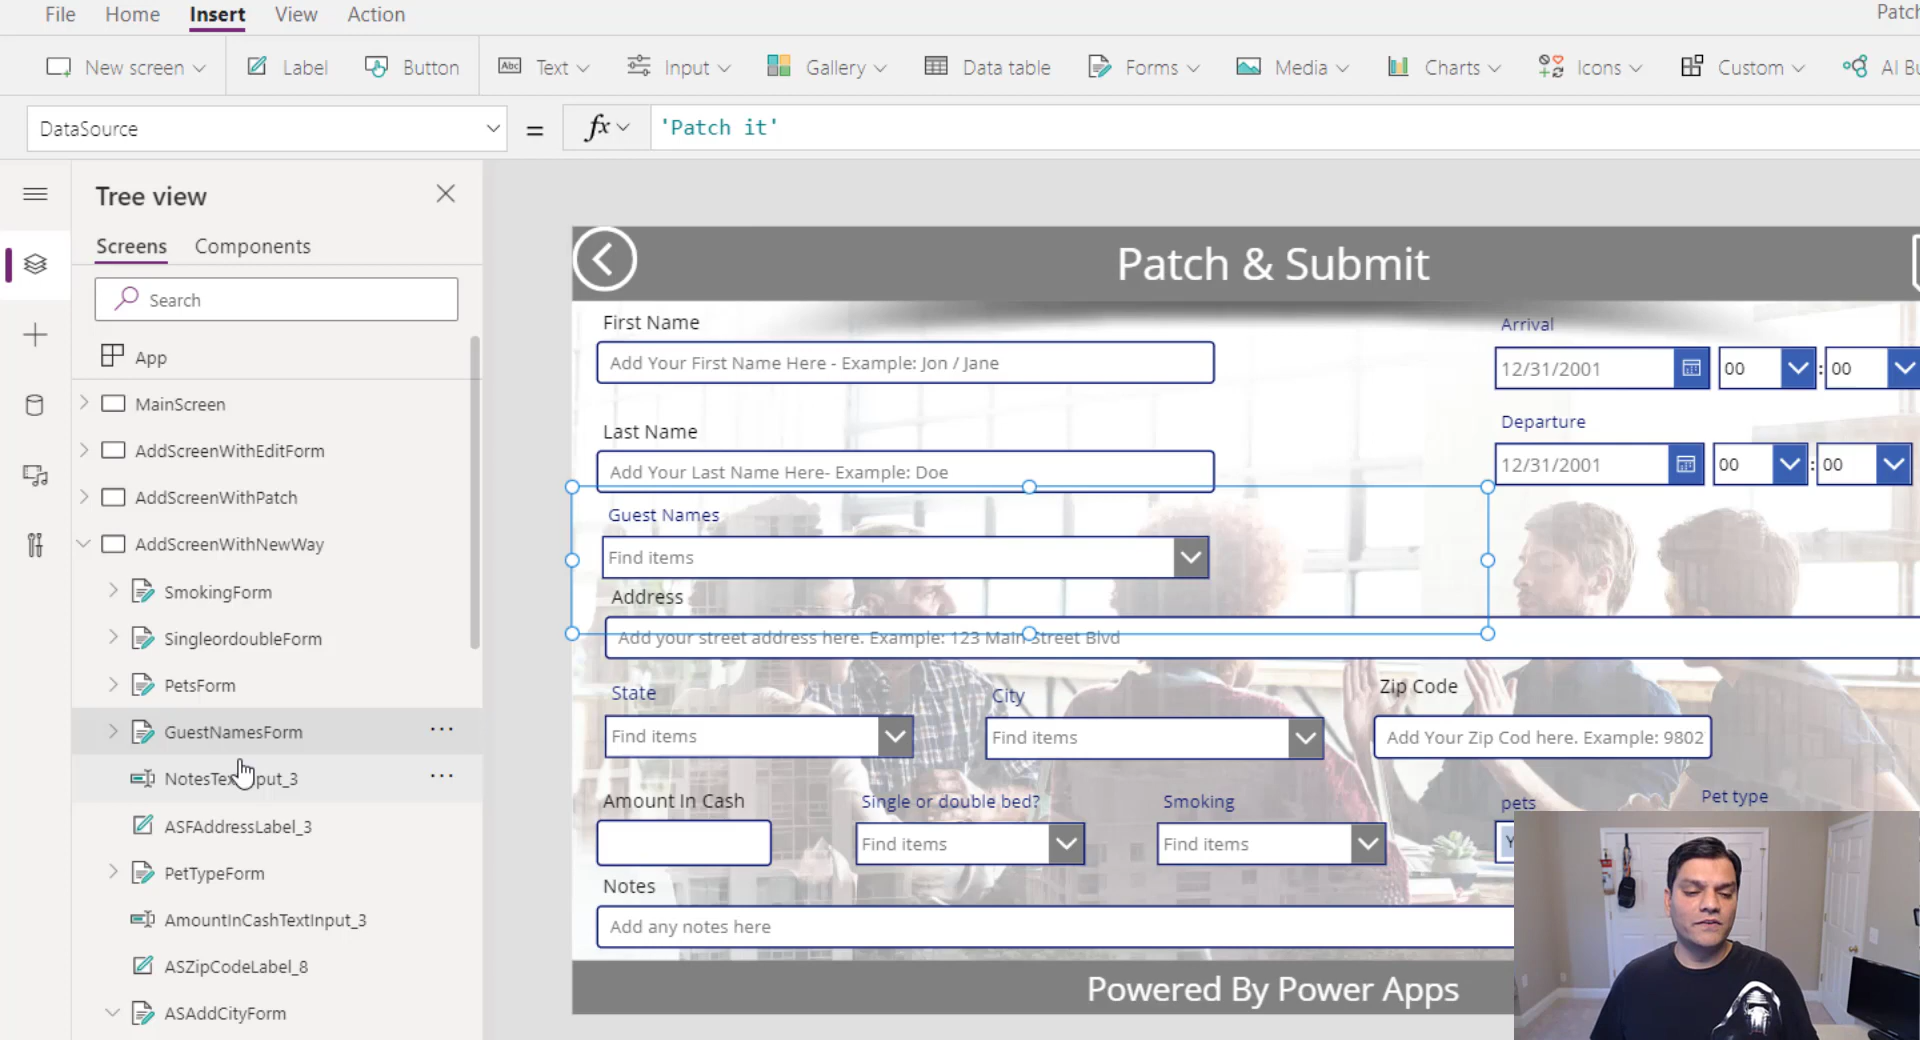 File Home Insert View Action
Patch
New screen Label Button Abc Text Input Gallery Data table Forms Media Charts Icons Custom AI Bu
DataSource = fx 'Patch it'
Tree view
Screens Components
Search
App
MainScreen
AddScreenWithEditForm
AddScreenWithPatch
AddScreenWithNewWay
SmokingForm
SingleordoubleForm
PetsForm
GuestNamesForm ...
NotesTextInput_3 ...
ASFAddressLabel_3
PetTypeForm
AmountInCashTextInput_3
ASZipCodeLabel_8
ASAddCityForm
Patch & Submit
First Name
Add Your First Name Here - Example: Jon / Jane
Arrival
12/31/2001 00 : 00
Last Name
Add Your Last Name Here- Example: Doe
Departure
12/31/2001 00 : 00
Guest Names
Find items
Address
Add your street address here. Example: 123 Main Street Blvd
State City Zip Code
Find items Find items Add Your Zip Cod here. Example: 9802
Amount In Cash Single or double bed? Smoking pets Pet type
Find items Find items Y
Notes
Add any notes here
Powered By Power Apps